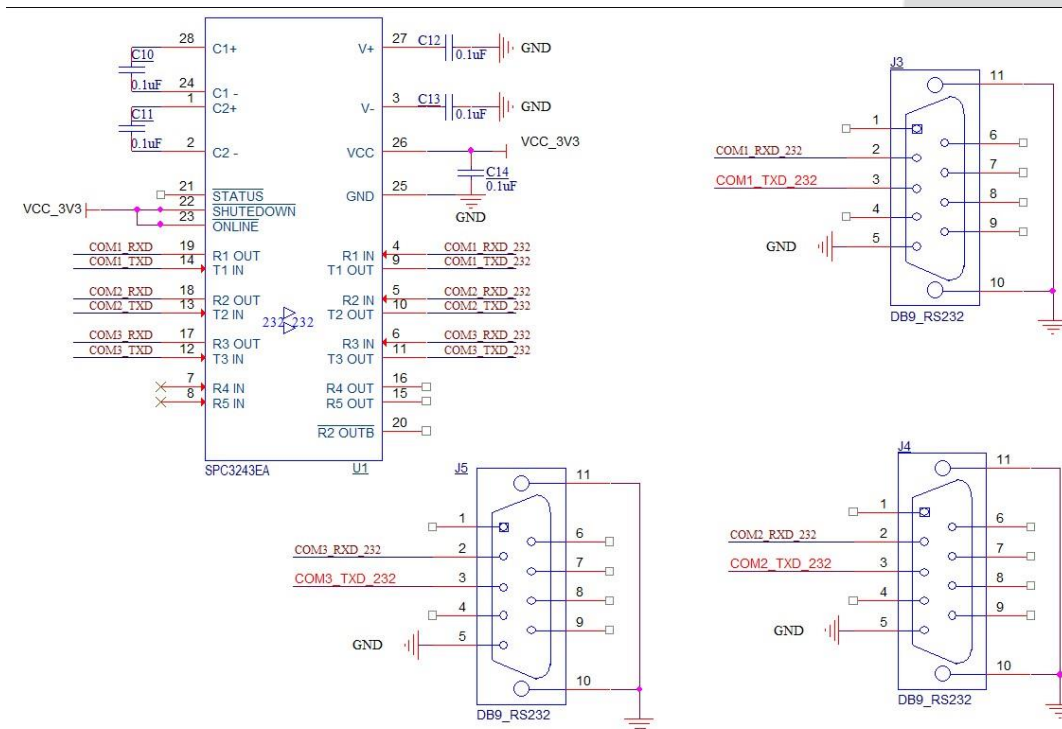 28
C1+
C10
0.1uF
24
C1 -
1
C2+
C11
0.1uF
2
C2 -
21
STATUS
VCC_3V3
22
SHUTEDOWN
23
ONLINE
COM1_RXD
19
R1 OUT
COM1_TXD
14
T1 IN
COM2_RXD
18
R2 OUT
COM2_TXD
13
T2 IN
COM3_RXD
17
R3 OUT
COM3_TXD
12
T3 IN
7
R4 IN
8
R5 IN
232_232
V+
27
C12
0.1uF
GND
V-
3
C13
0.1uF
GND
VCC
26
VCC_3V3
C14
0.1uF
GND
25
GND
R1 IN
4
COM1_RXD_232
T1 OUT
9
COM1_TXD_232
R2 IN
5
COM2_RXD_232
T2 OUT
10
COM2_TXD_232
R3 IN
6
COM3_RXD_232
T3 OUT
11
COM3_TXD_232
R4 OUT
16
R5 OUT
15
R2 OUTB
20
SPC3243EA
U1
J3
11
1
6
COM1_RXD_232
2
7
COM1_TXD_232
3
8
4
9
GND
5
10
DB9_RS232
J5
11
1
6
COM3_RXD_232
2
7
COM3_TXD_232
3
8
4
9
GND
5
10
DB9_RS232
J4
11
1
6
COM2_RXD_232
2
7
COM2_TXD_232
3
8
4
9
GND
5
10
DB9_RS232